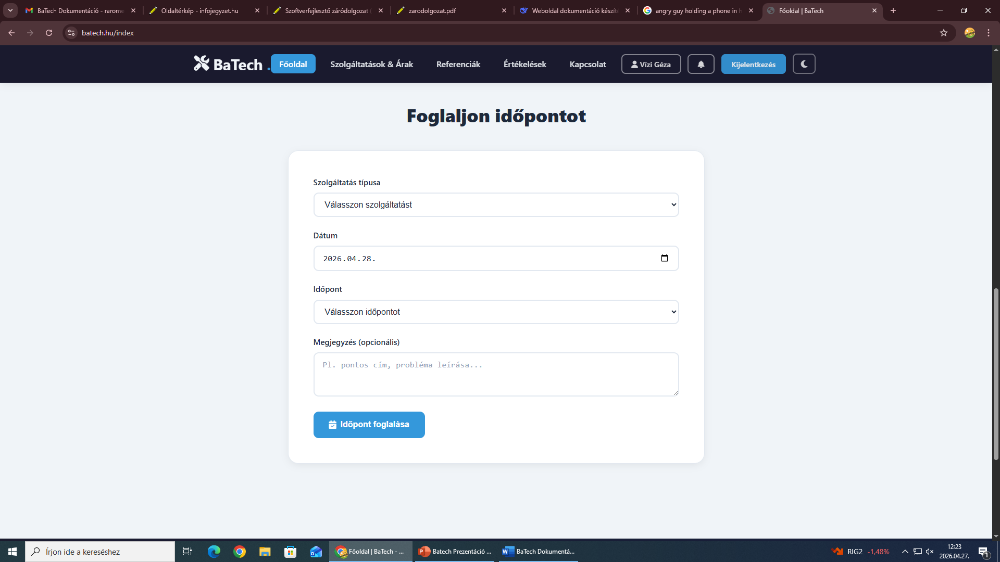 BaTech Dokumentáció - rarome
Oldaltérkép - infojegyzet.hu
Szoftverfejlesztő záródolgozat (
zarodolgozat.pdf
Weboldal dokumentáció készíte
angry guy holding a phone in h
Főoldal | BaTech
batech.hu/index
BaTech .
Főoldal
Szolgáltatások & Árak
Referenciák
Értékelések
Kapcsolat
Vízi Géza
Kijelentkezés
Foglaljon időpontot
Szolgáltatás típusa
Válasszon szolgáltatást
Dátum
2026.04.28.
Időpont
Válasszon időpontot
Megjegyzés (opcionális)
Pl. pontos cím, probléma leírása...
Időpont foglalása
Írjon ide a kereséshez
Főoldal | BaTech - ...
Batech Prezentáció ...
BaTech Dokumentá...
RIG2 -1,48%
12:23
2026.04.27.
1